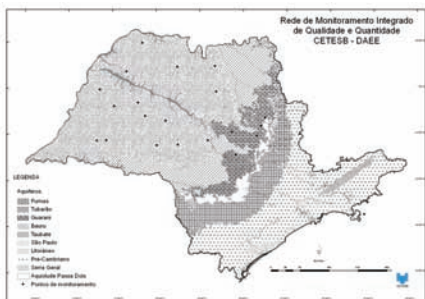 Rede de Monitoramento Integrado
de Qualidade e Quantidade
CETESB - DAEE
LEGENDA
Aquíferos
Furnas
Tubarão
Guarani
Bauru
Taubaté
São Paulo
Litorâneo
Pré-Cambriano
Serra Geral
Aquiclude Passa Dois
Pontos de monitoramento